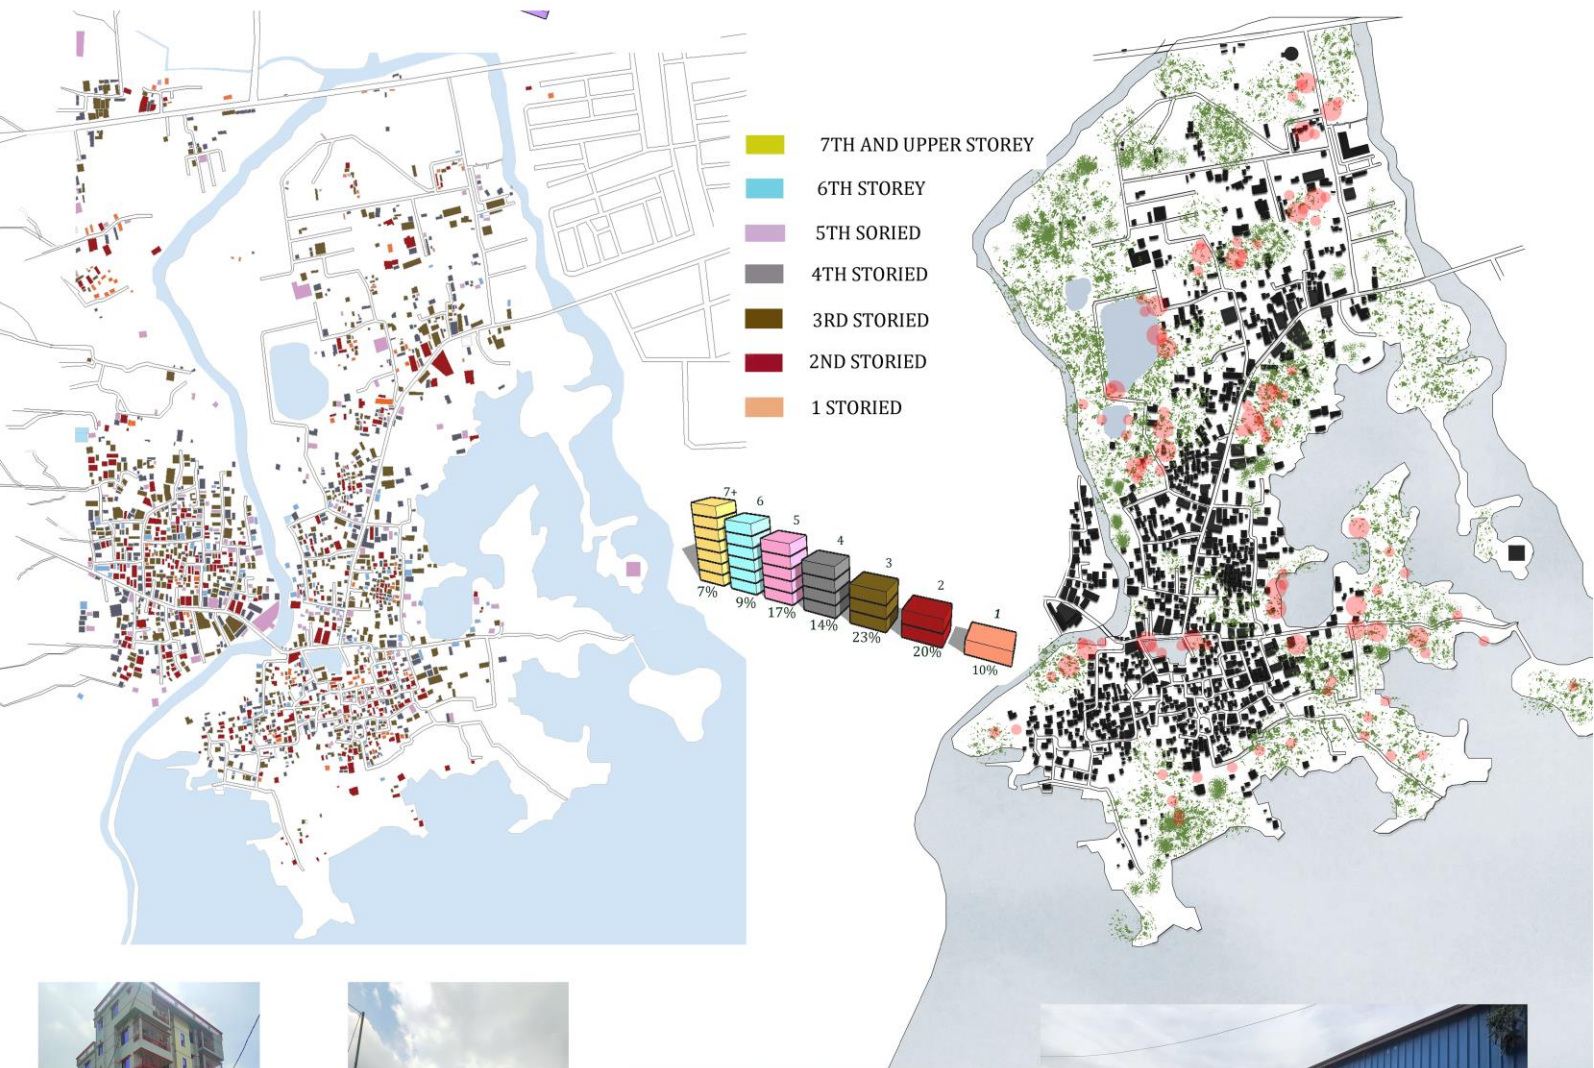 7TH AND UPPER STOREY
6TH STOREY
5TH SORIED
4TH STORIED
3RD STORIED
2ND STORIED
1 STORIED
7+
6
5
4
3
2
1
7%
9%
17%
14%
23%
20%
10%